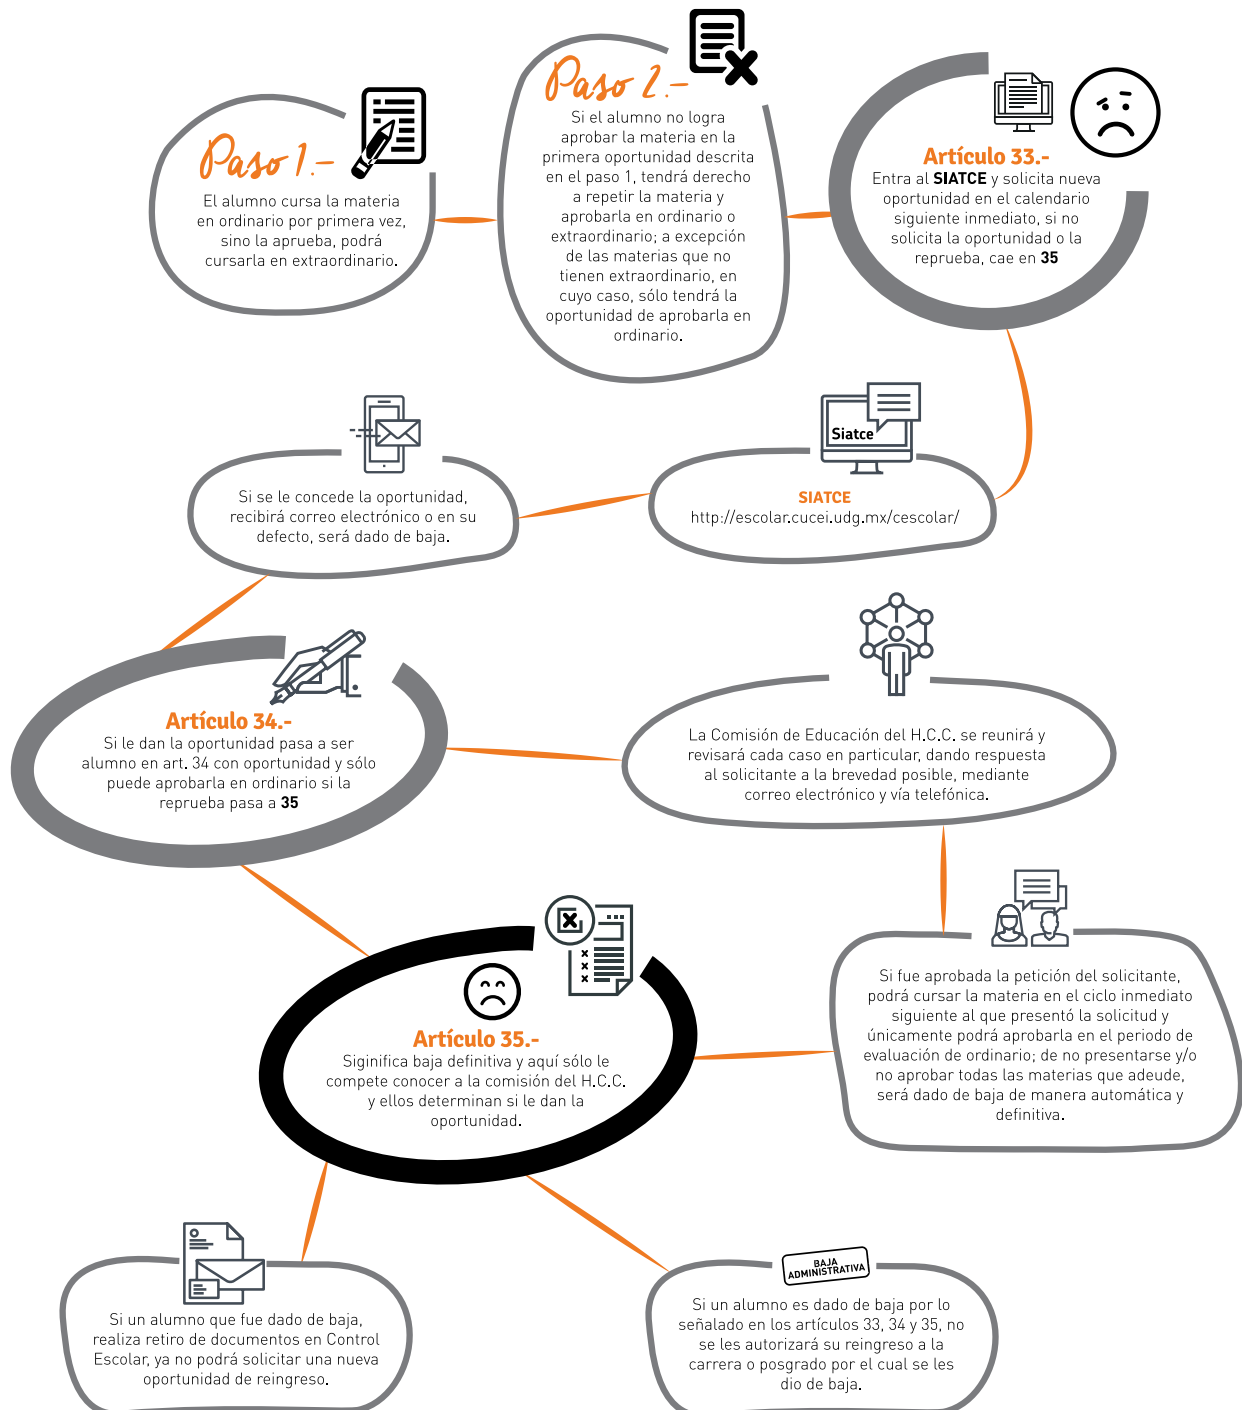 Paso 1.-
El alumno cursa la materia
en ordinario por primera vez,
sino la aprueba, podrá
cursarla en extraordinario.
Paso 2.-
Si el alumno no logra
aprobar la materia en la
primera oportunidad descrita
en el paso 1, tendrá derecho
a repetir la materia y
aprobarla en ordinario o
extraordinario; a excepción
de las materias que no
tienen extraordinario, en
cuyo caso, sólo tendrá la
oportunidad de aprobarla en
ordinario.
Artículo 33.-
Entra al SIATCE y solicita nueva
oportunidad en el calendario
siguiente inmediato, si no
solicita la oportunidad o la
reprueba, cae en 35
Siatce
SIATCE
http://escolar.cucei.udg.mx/cescolar/
Si se le concede la oportunidad,
recibirá correo electrónico o en su
defecto, será dado de baja.
Artículo 34.-
Si le dan la oportunidad pasa a ser
alumno en art. 34 con oportunidad y sólo
puede aprobarla en ordinario si la
reprueba pasa a 35
La Comisión de Educación del H.C.C. se reunirá y
revisará cada caso en particular, dando respuesta
al solicitante a la brevedad posible, mediante
correo electrónico y vía telefónica.
Si fue aprobada la petición del solicitante,
podrá cursar la materia en el ciclo inmediato
siguiente al que presentó la solicitud y
únicamente podrá aprobarla en el periodo de
evaluación de ordinario; de no presentarse y/o
no aprobar todas las materias que adeude,
será dado de baja de manera automática y
definitiva.
Artículo 35.-
Siginifica baja definitiva y aquí sólo le
compete conocer a la comisión del H.C.C.
y ellos determinan si le dan la
oportunidad.
Si un alumno que fue dado de baja,
realiza retiro de documentos en Control
Escolar, ya no podrá solicitar una nueva
oportunidad de reingreso.
BAJA
ADMINISTRATIVA
Si un alumno es dado de baja por lo
señalado en los artículos 33, 34 y 35, no
se les autorizará su reingreso a la
carrera o posgrado por el cual se les
dio de baja.